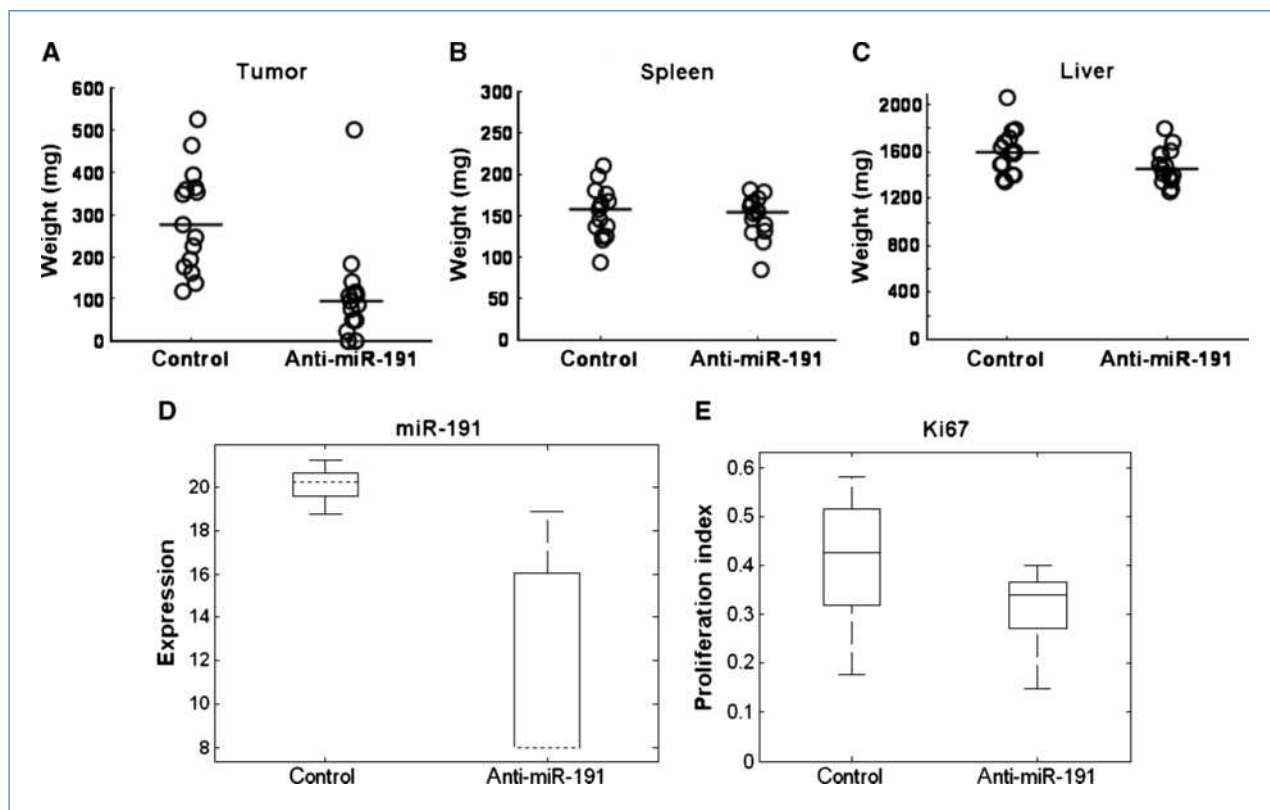 A
Tumor
Weight (mg)
600
500
400
300
200
100
0
Control Anti-miR-191
B
Spleen
Weight (mg)
300
250
200
150
100
50
0
Control Anti-miR-191
C
Liver
Weight (mg)
2000
1600
1200
800
400
0
Control Anti-miR-191
D
miR-191
Expression
20
18
16
14
12
10
8
Control Anti-miR-191
E
Ki67
Proliferation index
0.6
0.5
0.4
0.3
0.2
0.1
0
Control Anti-miR-191